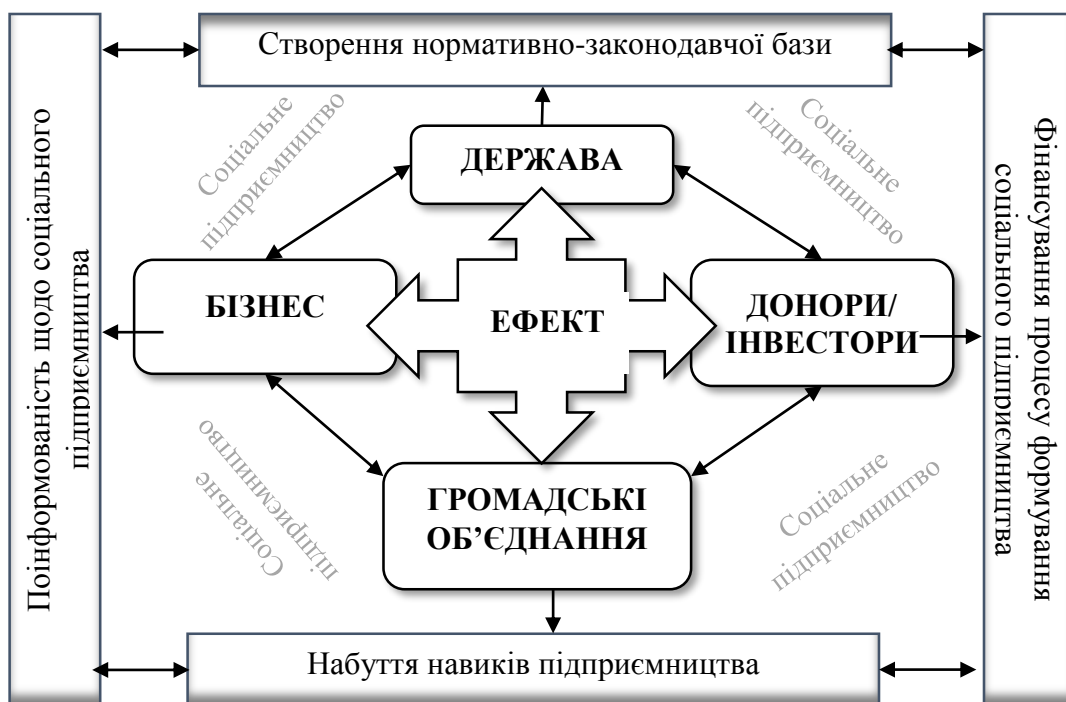 Створення нормативно-законодавчої бази
Поінформованість щодо соціального
підприємництва
Соціальне
підприємництво
Соціальне
підприємництво
ДЕРЖАВА
БІЗНЕС
ЕФЕКТ
ДОНОРИ/
ІНВЕСТОРИ
Фінансування процесу формування
соціального підприємництва
Соціальне
підприємництво
ГРОМАДСЬКІ
ОБ’ЄДНАННЯ
Соціальне
підприємництво
Набуття навиків підприємництва